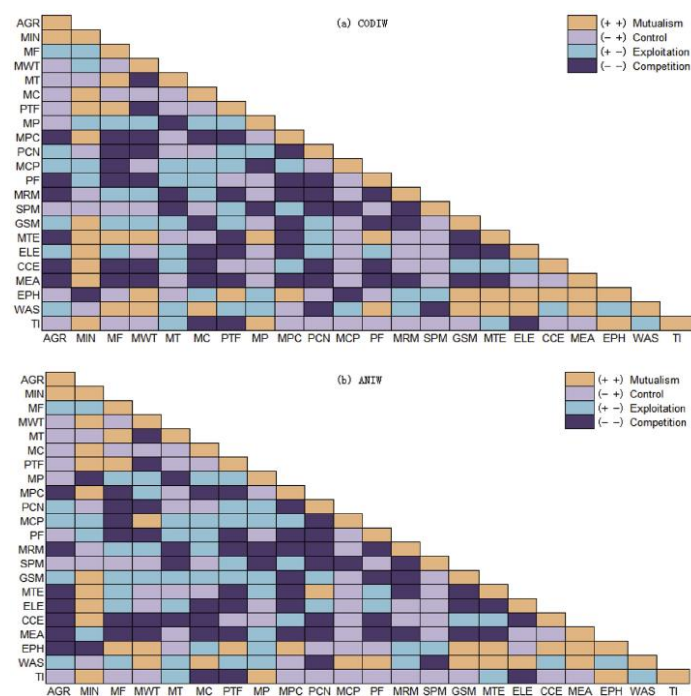 (a) CODIW
(+ +) Mutualism
(− +) Control
(+ −) Exploitation
(− −) Competition
AGR
MIN
MF
MWT
MT
MC
PTF
MP
MPC
PCN
MCP
PF
MRM
SPM
GSM
MTE
ELE
CCE
MEA
EPH
WAS
TI
AGR MIN MF MWT MT MC PTF MP MPC PCN MCP PF MRM SPM GSM MTE ELE CCE MEA EPH WAS TI
(b) ANIW
(+ +) Mutualism
(− +) Control
(+ −) Exploitation
(− −) Competition
AGR
MIN
MF
MWT
MT
MC
PTF
MP
MPC
PCN
MCP
PF
MRM
SPM
GSM
MTE
ELE
CCE
MEA
EPH
WAS
TI
AGR MIN MF MWT MT MC PTF MP MPC PCN MCP PF MRM SPM GSM MTE ELE CCE MEA EPH WAS TI